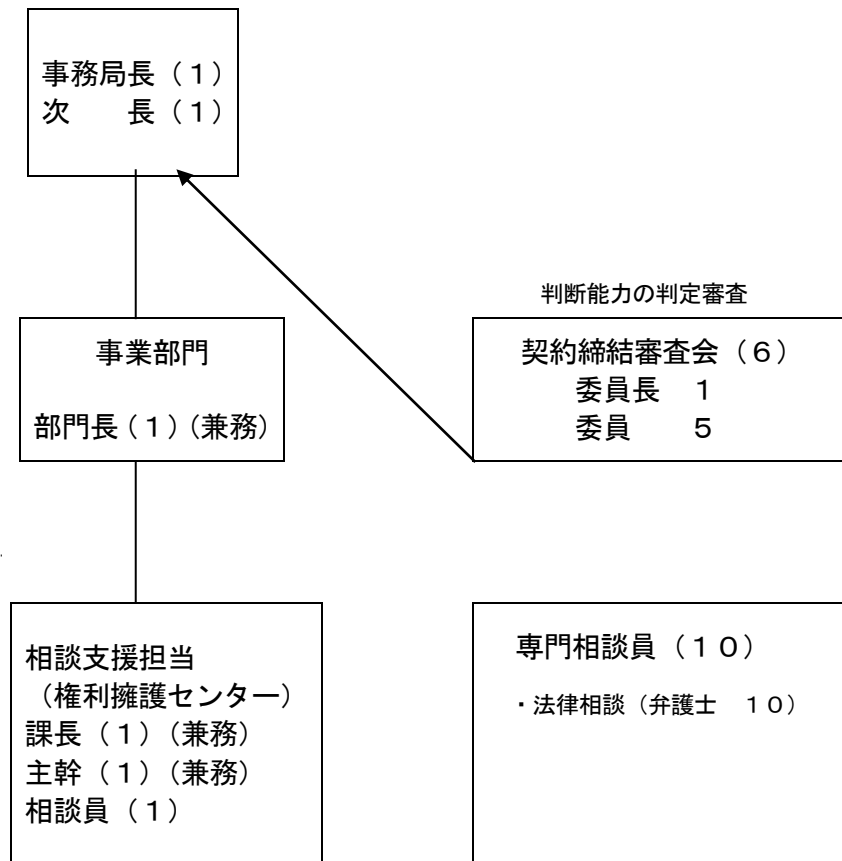 事務局長（１）
次　　長（１）
判断能力の判定審査
事業部門
部門長（１）（兼務）
契約締結審査会（６）
委員長　１
委員　　５
相談支援担当
（権利擁護センター）
課長（１）（兼務）
主幹（１）（兼務）
相談員（１）
専門相談員（１０）
・法律相談（弁護士　１０）